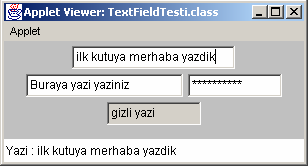 Applet Viewer: TextFieldTesti.class
Applet
ilk kutuya merhaba yazdik
Buraya yazi yaziniz **********
gizli yazi
Yazi : ilk kutuya merhaba yazdik